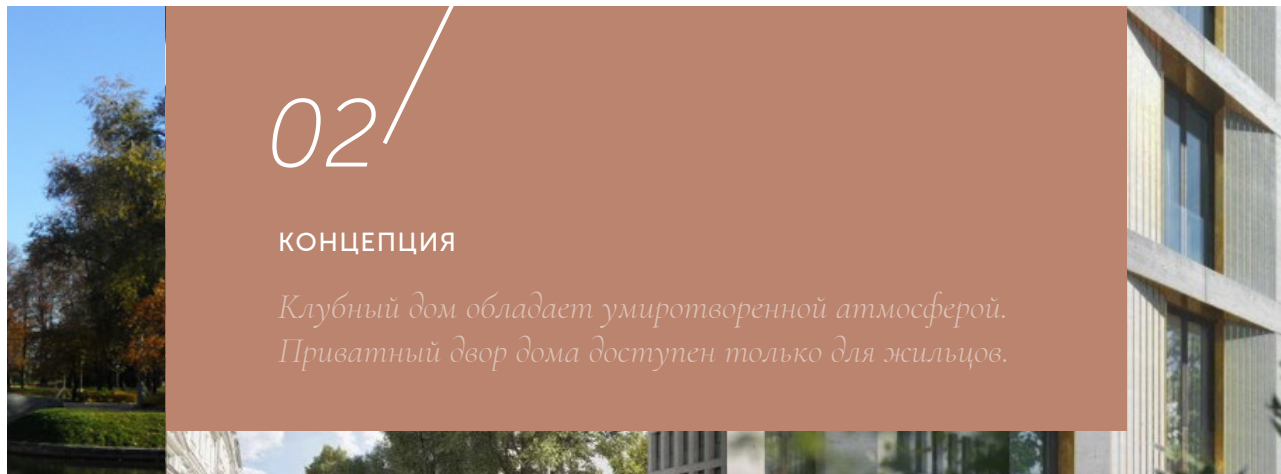 02
КОНЦЕПЦИЯ
Клубный дом обладает умиротворенной атмосферой.
Приватный двор дома доступен только для жильцов.